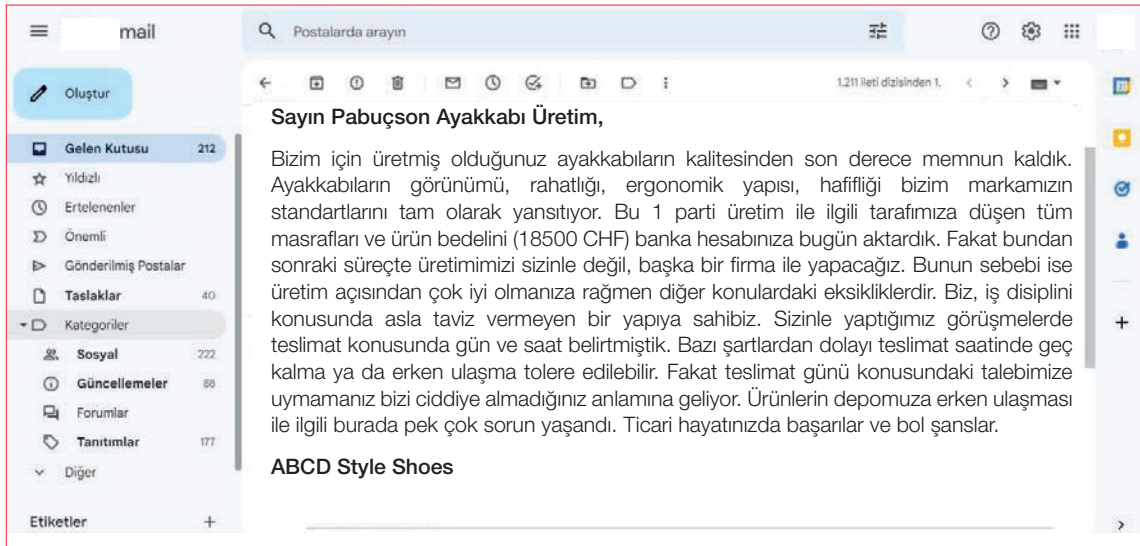 mail
Postalarda arayın
Oluştur
1.211 ileti dizisinden 1.
Gelen Kutusu 212
Yıldızlı
Ertelenenler
Önemli
Gönderilmiş Postalar
Taslaklar 40
Kategoriler
Sosyal 222
Güncellemeler 88
Forumlar
Tanıtımlar 177
Diğer
Etiketler
Sayın Pabuçson Ayakkabı Üretim,
Bizim için üretmiş olduğunuz ayakkabıların kalitesinden son derece memnun kaldık.
Ayakkabıların görünümü, rahatlığı, ergonomik yapısı, hafifliği bizim markamızın
standartlarını tam olarak yansıtıyor. Bu 1 parti üretim ile ilgili tarafımıza düşen tüm
masrafları ve ürün bedelini (18500 CHF) banka hesabınıza bugün aktardık. Fakat bundan
sonraki süreçte üretimimizi sizinle değil, başka bir firma ile yapacağız. Bunun sebebi ise
üretim açısından çok iyi olmanıza rağmen diğer konulardaki eksikliklerdir. Biz, iş disiplini
konusunda asla taviz vermeyen bir yapıya sahibiz. Sizinle yaptığımız görüşmelerde
teslimat konusunda gün ve saat belirtmiştik. Bazı şartlardan dolayı teslimat saatinde geç
kalma ya da erken ulaşma tolere edilebilir. Fakat teslimat günü konusundaki talebimize
uymamanız bizi ciddiye almadığınız anlamına geliyor. Ürünlerin depomuza erken ulaşması
ile ilgili burada pek çok sorun yaşandı. Ticari hayatınızda başarılar ve bol şanslar.
ABCD Style Shoes